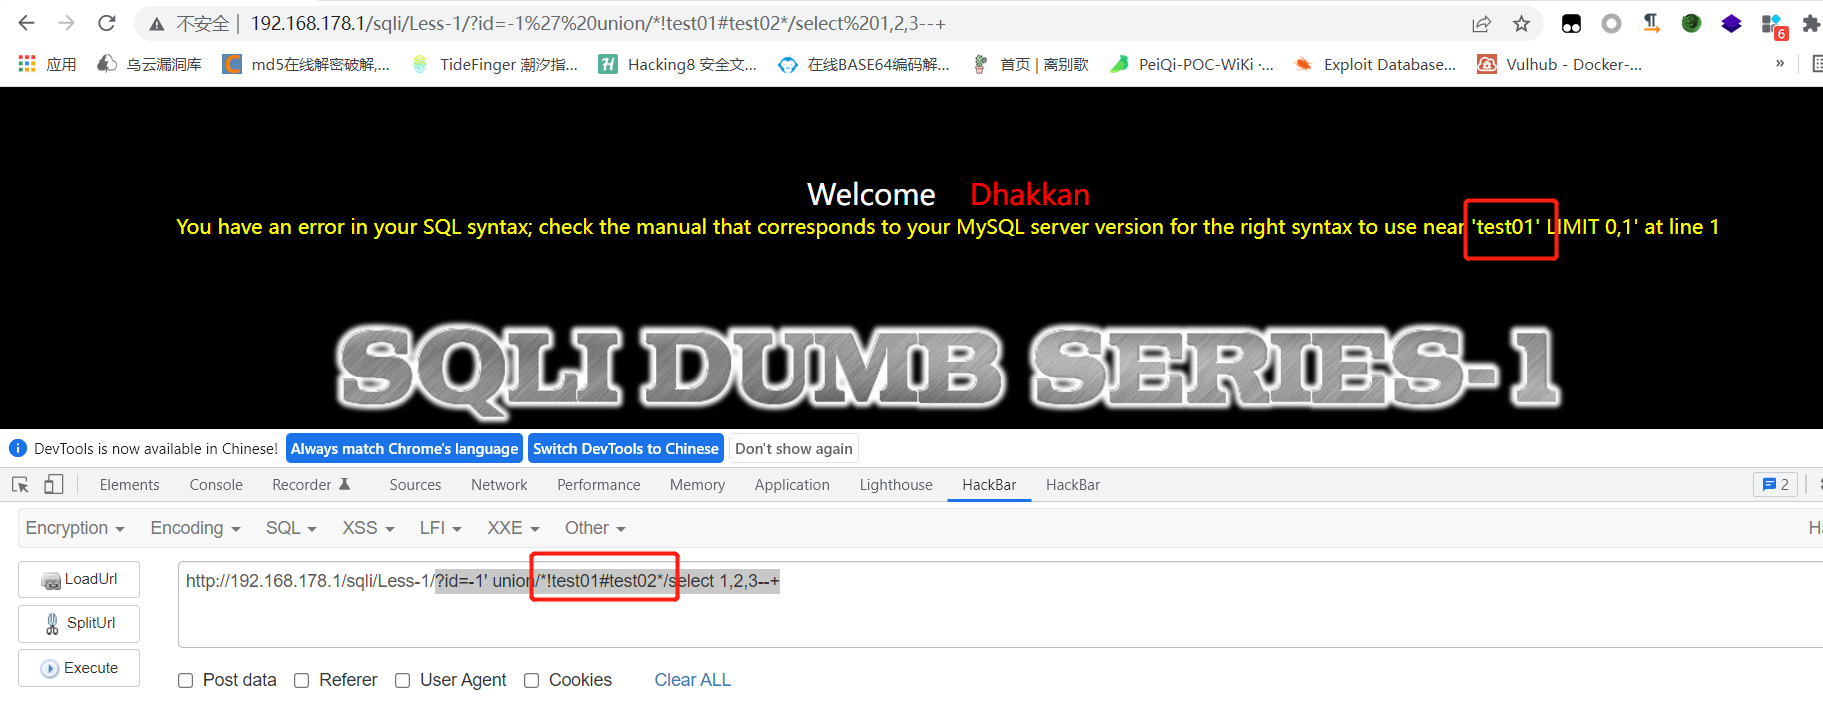 不安全 | 192.168.178.1/sqli/Less-1/?id=-1%27%20union/*!test01#test02*/select%201,2,3--+
6
应用 乌云漏洞库 md5在线解密破解,... TideFinger 潮汐指... Hacking8 安全文... 在线BASE64编码解... 首页 | 离别歌 PeiQi-POC-WiKi ·... Exploit Database... Vulhub - Docker-... »
Welcome Dhakkan
You have an error in your SQL syntax; check the manual that corresponds to your MySQL server version for the right syntax to use near 'test01' LIMIT 0,1' at line 1
SQLI DUMB SERIES-1
DevTools is now available in Chinese! Always match Chrome's language Switch DevTools to Chinese Don't show again
Elements Console Recorder Sources Network Performance Memory Application Lighthouse HackBar HackBar 2
Encryption Encoding SQL XSS LFI XXE Other Ha
LoadUrl
http://192.168.178.1/sqli/Less-1/?id=-1' union/*!test01#test02*/select 1,2,3--+
SplitUrl
Execute
Post data Referer User Agent Cookies Clear ALL